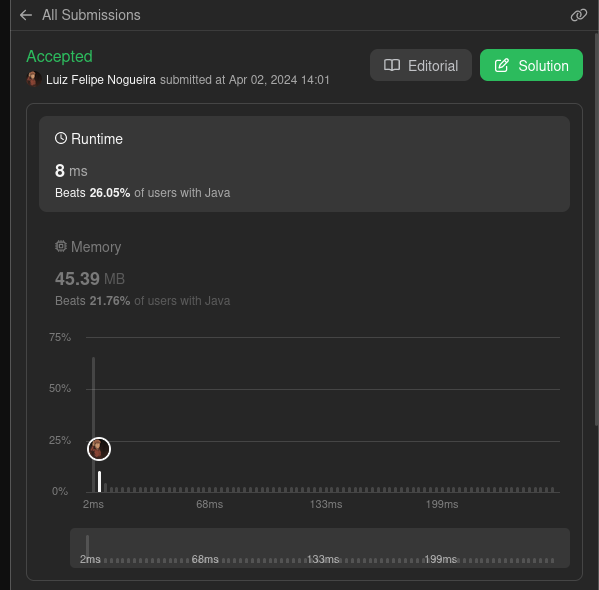 All Submissions
Accepted
Luiz Felipe Nogueira submitted at Apr 02, 2024 14:01
Editorial
Solution
Runtime
8 ms
Beats 26.05% of users with Java
Memory
45.39 MB
Beats 21.76% of users with Java
75%
50%
25%
0%
2ms 68ms 133ms 199ms
2ms 68ms 133ms 199ms